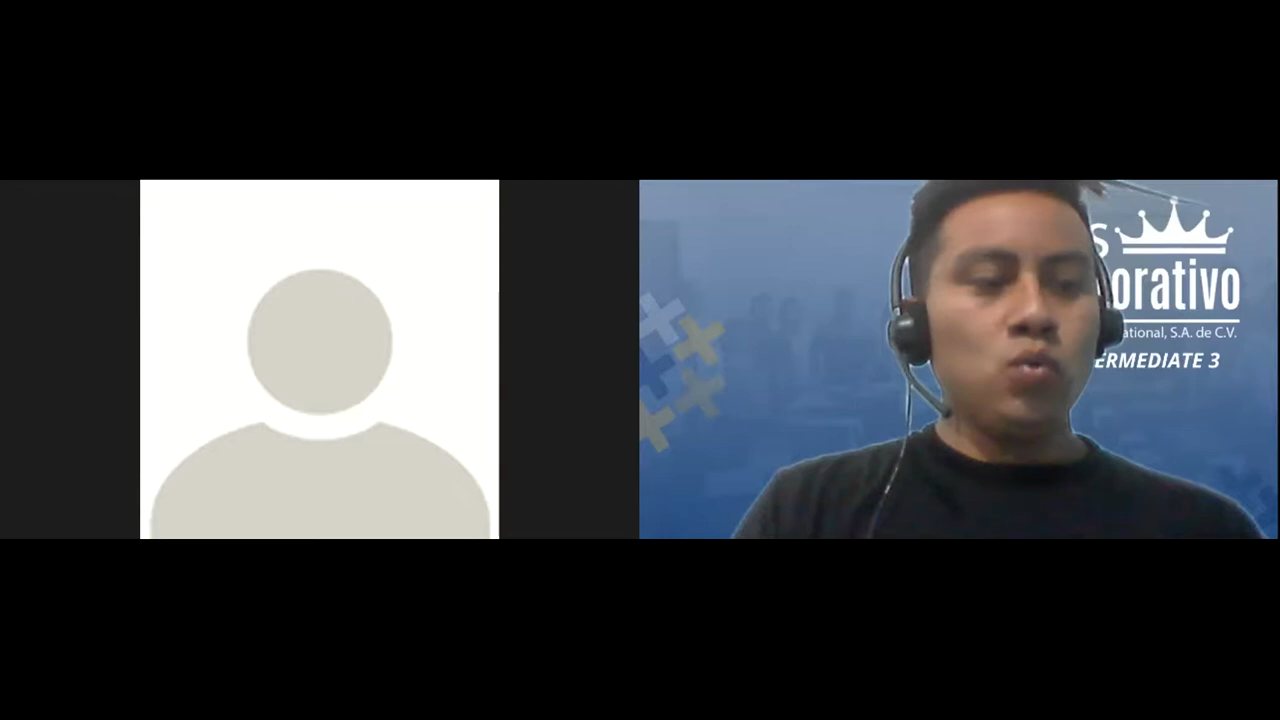 S
orativo
ational, S.A. de C.V.
ERMEDIATE 3